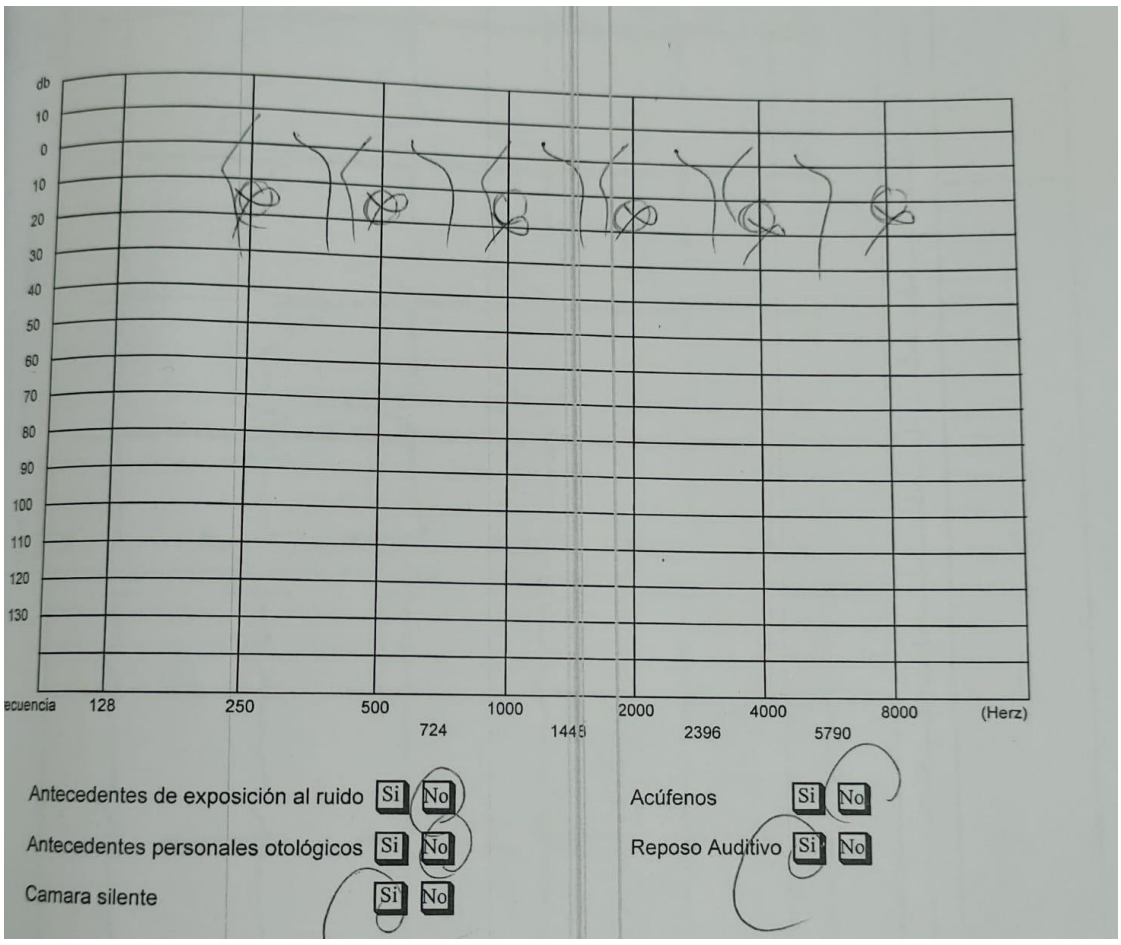 db
10
0
10
20
30
40
50
60
70
80
90
100
110
120
130
ecuencia 128 250 500 1000 2000 4000 8000 (Herz)
724 1448 2396 5790
Antecedentes de exposición al ruido Si No Acúfenos Si No
Antecedentes personales otológicos Si No Reposo Auditivo Si No
Camara silente Si No